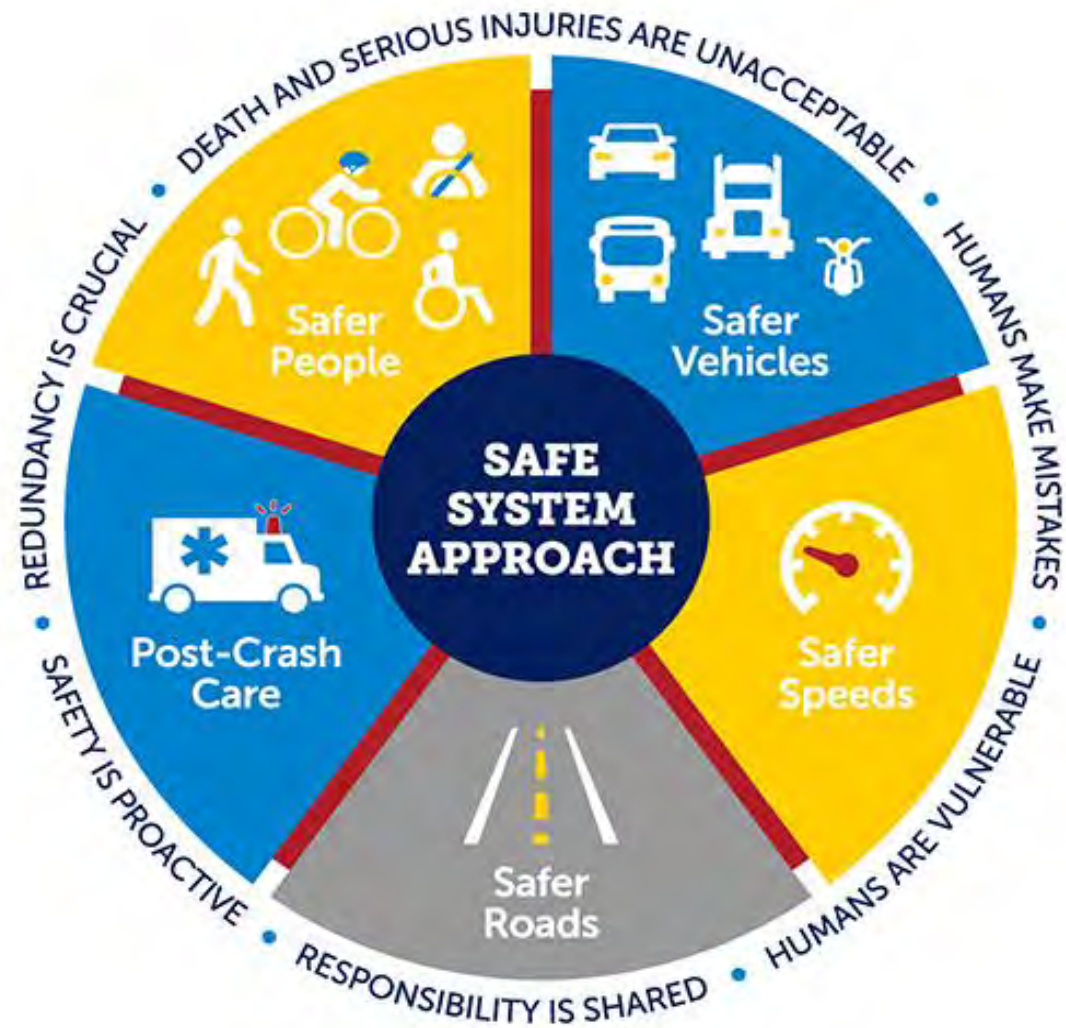 DEATH AND SERIOUS INJURIES ARE UNACCEPTABLE
HUMANS MAKE MISTAKES
HUMANS ARE VULNERABLE
RESPONSIBILITY IS SHARED
SAFETY IS PROACTIVE
REDUNDANCY IS CRUCIAL
Safer
People
Safer
Vehicles
SAFE
SYSTEM
APPROACH
Safer
Speeds
Post-Crash
Care
Safer
Roads